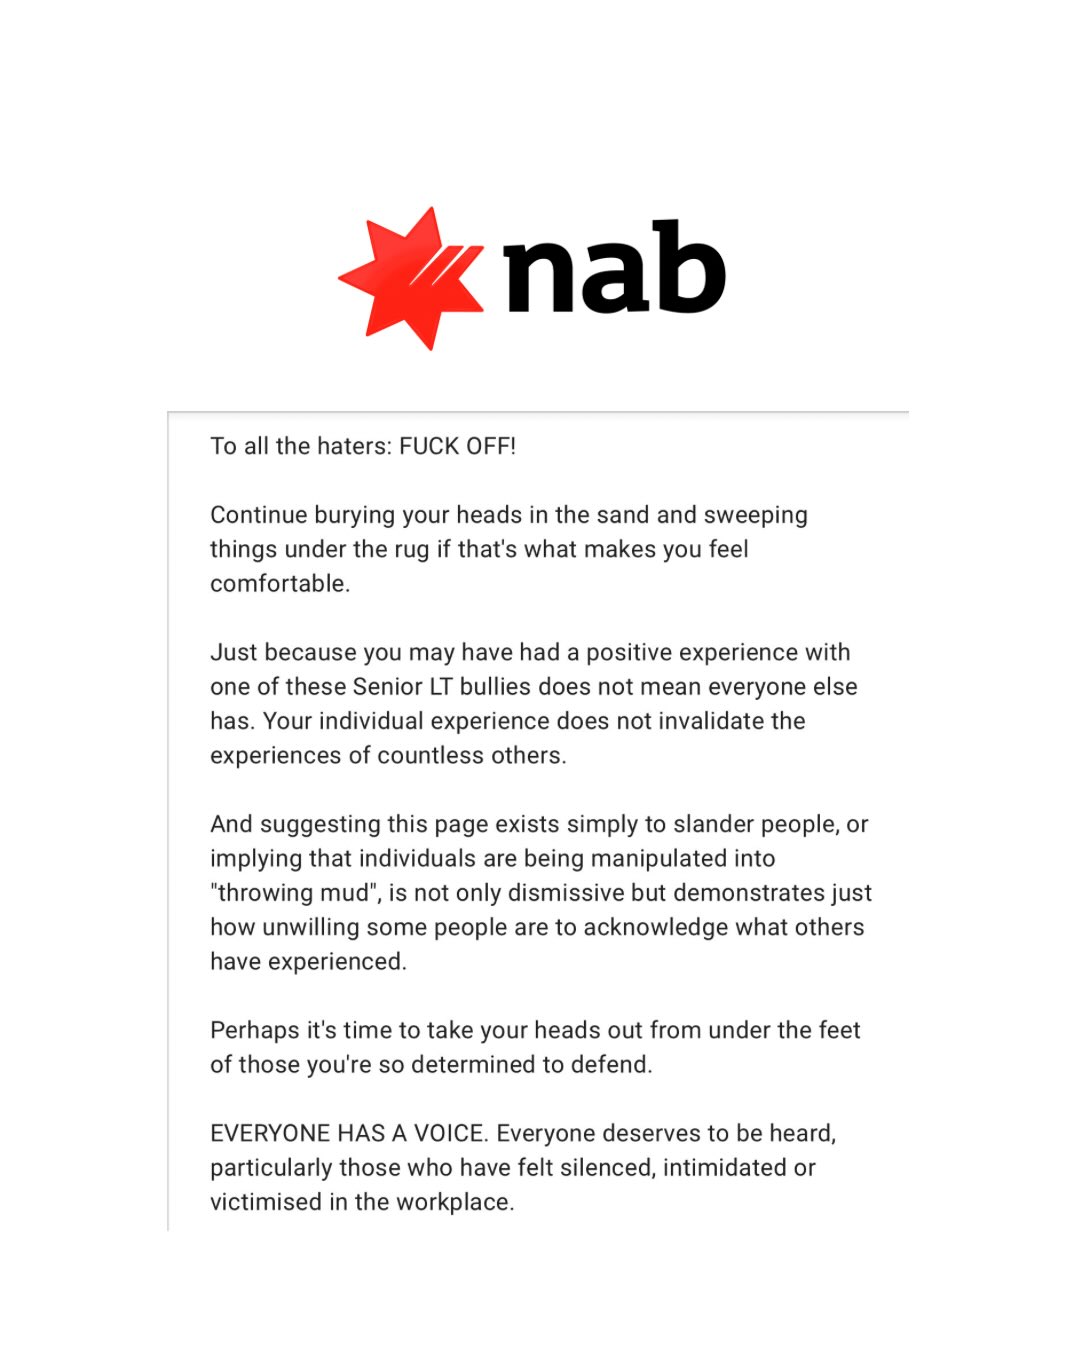 nab
To all the haters: FUCK OFF!
Continue burying your heads in the sand and sweeping
things under the rug if that's what makes you feel
comfortable.
Just because you may have had a positive experience with
one of these Senior LT bullies does not mean everyone else
has. Your individual experience does not invalidate the
experiences of countless others.
And suggesting this page exists simply to slander people, or
implying that individuals are being manipulated into
"throwing mud", is not only dismissive but demonstrates just
how unwilling some people are to acknowledge what others
have experienced.
Perhaps it's time to take your heads out from under the feet
of those you're so determined to defend.
EVERYONE HAS A VOICE. Everyone deserves to be heard,
particularly those who have felt silenced, intimidated or
victimised in the workplace.